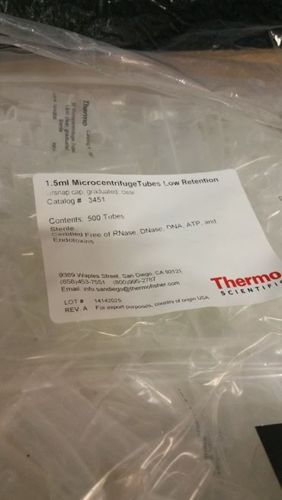 1.5ml MicrocentrifugeTubes Low Retention
snap cap, graduated, clear
Catalog # 3451
Contents: 500 Tubes
Sterile
Certified Free of RNase, DNase, DNA, ATP, and
Endotoxins
9389 Waples Street, San Diego, CA 92121
(858)453-7551 (800)995-2787
Email: info.sandiego@thermofisher.com
Thermo
SCIENTIFIC
LOT # 14142025
REV. A For export purposes, country of origin USA
Thermo